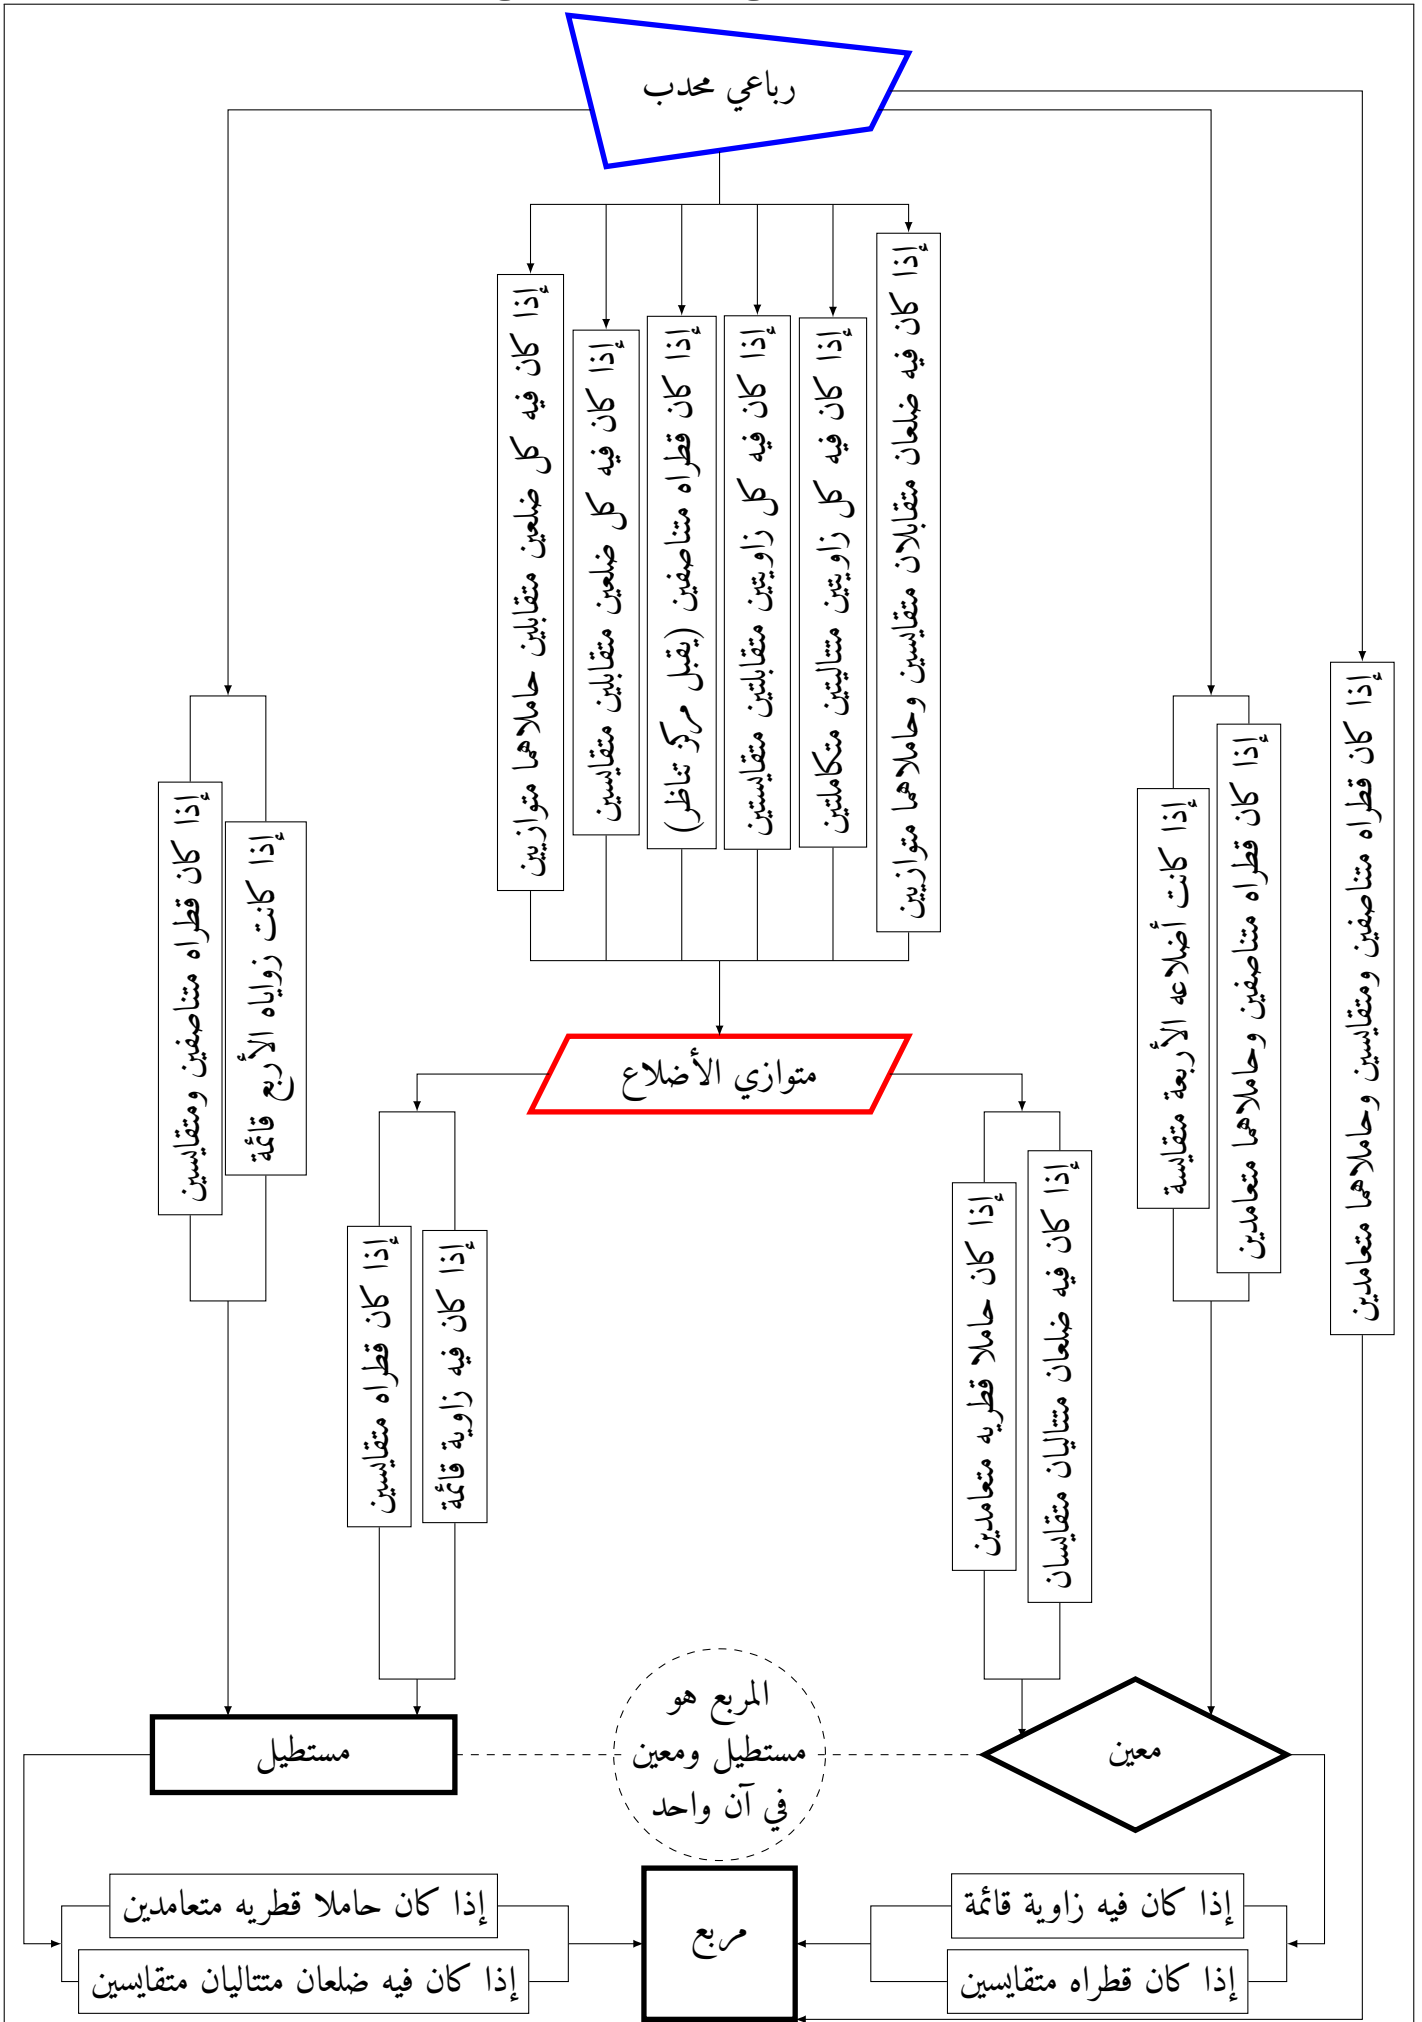 رباعي محدب
إذا كان قطراه متناصفين ومتقايسين وحاملاهما متعامدين
إذا كان قطراه متناصفين وحاملاهما متعامدين
إذا كانت أضلاعه الأربعة متقايسة
إذا كان فيه ضلعان متقابلان متقايسين وحاملاهما متوازيين
إذا كان فيه كل زاويتين متتاليتين متكاملتين
إذا كان فيه كل زاويتين متقابلتين متقايستين
إذا كان قطراه متناصفين (يقبل مركز تناظر)
إذا كان فيه كل ضلعين متقابلين متقايسين
إذا كان فيه كل ضلعين متقابلين حاملاهما متوازيين
إذا كانت زواياه الأربع قائمة
إذا كان قطراه متناصفين ومتقايسين
متوازي الأضلاع
إذا كان فيه ضلعان متتاليان متقايسان
إذا كان حاملا قطريه متعامدين
إذا كان فيه زاوية قائمة
إذا كان قطراه متقايسين
معين
المربع هو
مستطيل ومعين
في آن واحد
مستطيل
إذا كان فيه زاوية قائمة
إذا كان قطراه متقايسين
مربع
إذا كان حاملا قطريه متعامدين
إذا كان فيه ضلعان متتاليان متقايسين